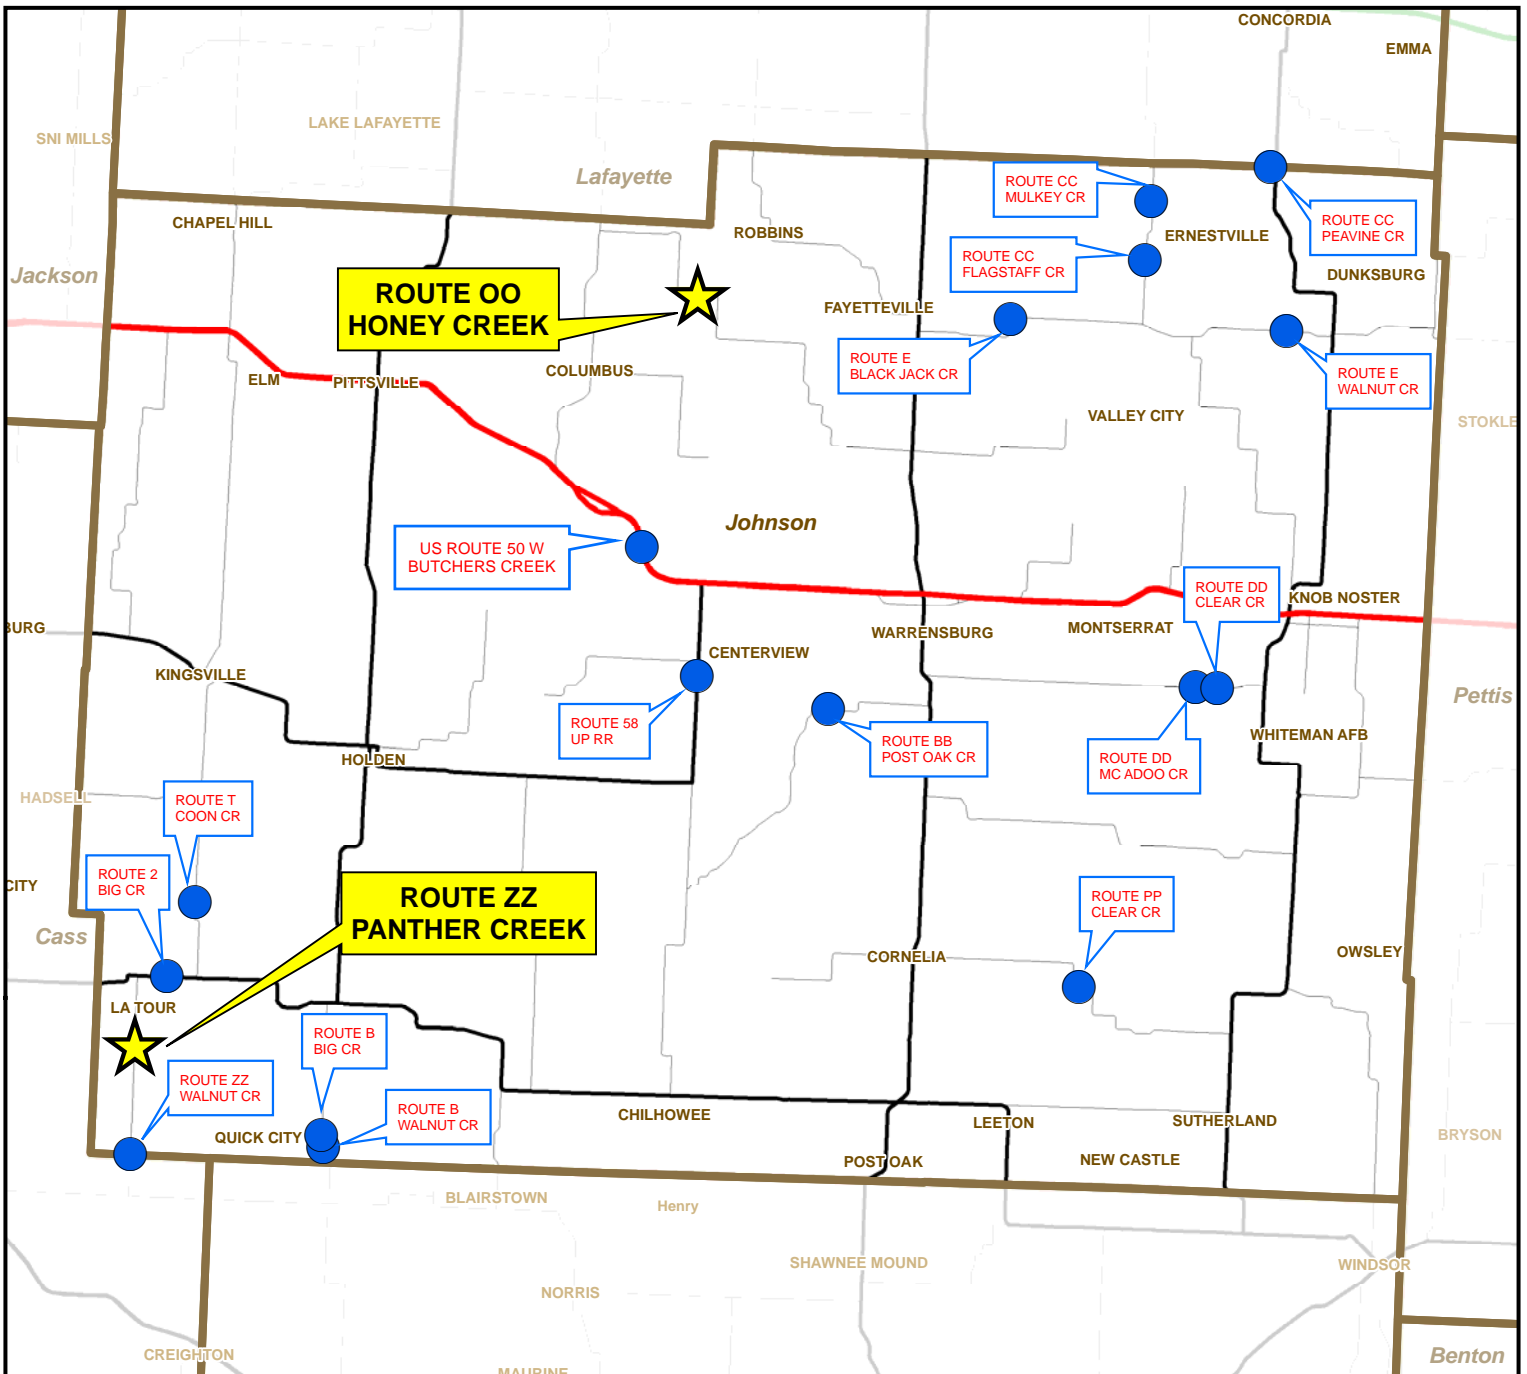 CONCORDIA
EMMA
LAKE LAFAYETTE
SNI MILLS
Lafayette
ROUTE CC
MULKEY CR
CHAPEL HILL
ROBBINS
ERNESTVILLE
ROUTE CC
PEAVINE CR
ROUTE CC
FLAGSTAFF CR
Jackson
DUNKSBURG
ROUTE OO
HONEY CREEK
FAYETTEVILLE
ROUTE E
BLACK JACK CR
ROUTE E
WALNUT CR
ELM
PITTSVILLE
COLUMBUS
VALLEY CITY
STOKLE
Johnson
US ROUTE 50 W
BUTCHERS CREEK
ROUTE DD
CLEAR CR
KNOB NOSTER
BURG
WARRENSBURG
MONTSERRAT
CENTERVIEW
KINGSVILLE
Pettis
ROUTE 58
UP RR
ROUTE BB
POST OAK CR
WHITEMAN AFB
HOLDEN
ROUTE DD
MC ADOO CR
HADSELL
ROUTE T
COON CR
ROUTE 2
BIG CR
CITY
ROUTE ZZ
PANTHER CREEK
ROUTE PP
CLEAR CR
Cass
CORNELIA
OWSLEY
LA TOUR
ROUTE B
BIG CR
ROUTE ZZ
WALNUT CR
ROUTE B
WALNUT CR
CHILHOWEE
LEETON
SUTHERLAND
QUICK CITY
BRYSON
POST OAK
NEW CASTLE
BLAIRSTOWN
Henry
SHAWNEE MOUND
WINDSOR
NORRIS
CREIGHTON
Benton
MAURINE